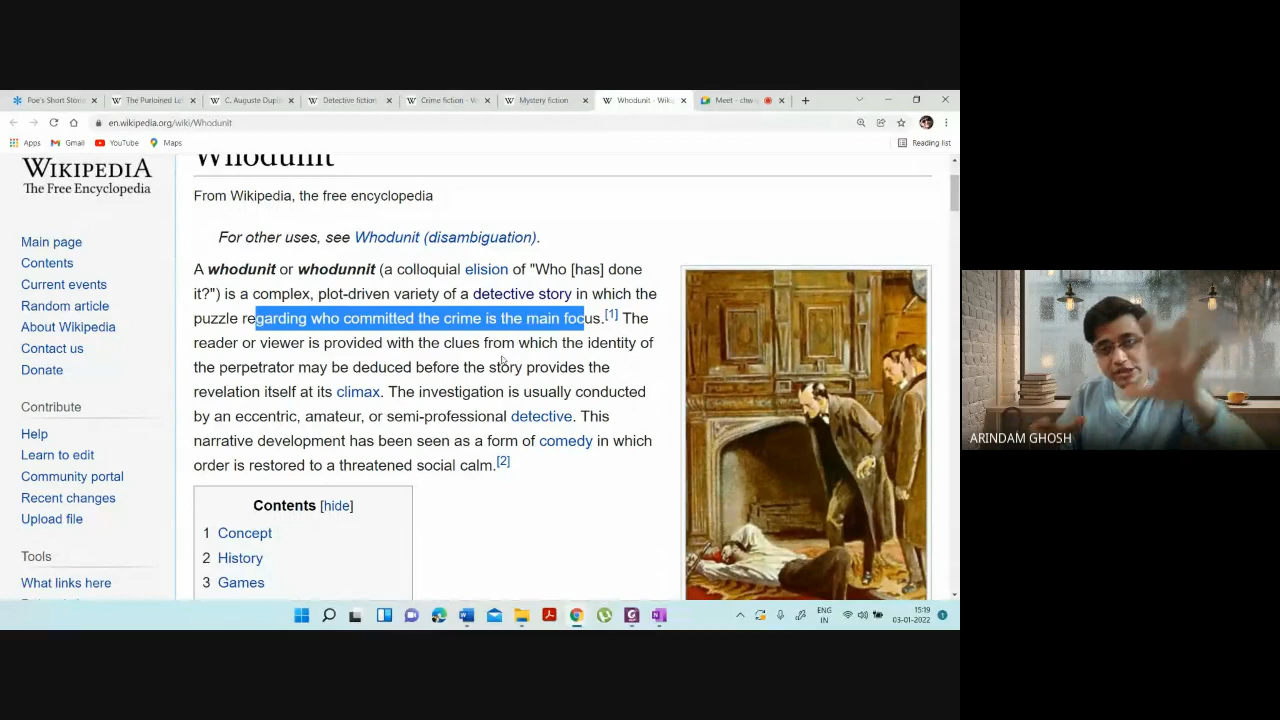 Poe's Short Stori
The Purloined Le
C. Auguste Dupi
Detective fiction
Crime fiction - W
Mystery fiction
Whodunit - Wiki
Meet - chw
en.wikipedia.org/wiki/Whodunit
Apps
Gmail
YouTube
Maps
Reading list
WIKIPEDIA
The Free Encyclopedia
Main page
Contents
Current events
Random article
About Wikipedia
Contact us
Donate
Contribute
Help
Learn to edit
Community portal
Recent changes
Upload file
Tools
What links here
Whodunit
From Wikipedia, the free encyclopedia
For other uses, see Whodunit (disambiguation).
A whodunit or whodunnit (a colloquial elision of "Who [has] done
it?") is a complex, plot-driven variety of a detective story in which the
puzzle regarding who committed the crime is the main focus.[1] The
reader or viewer is provided with the clues from which the identity of
the perpetrator may be deduced before the story provides the
revelation itself at its climax. The investigation is usually conducted
by an eccentric, amateur, or semi-professional detective. This
narrative development has been seen as a form of comedy in which
order is restored to a threatened social calm.[2]
Contents [hide]
1 Concept
2 History
3 Games
ENG
IN
15:19
03-01-2022
ARINDAM GHOSH